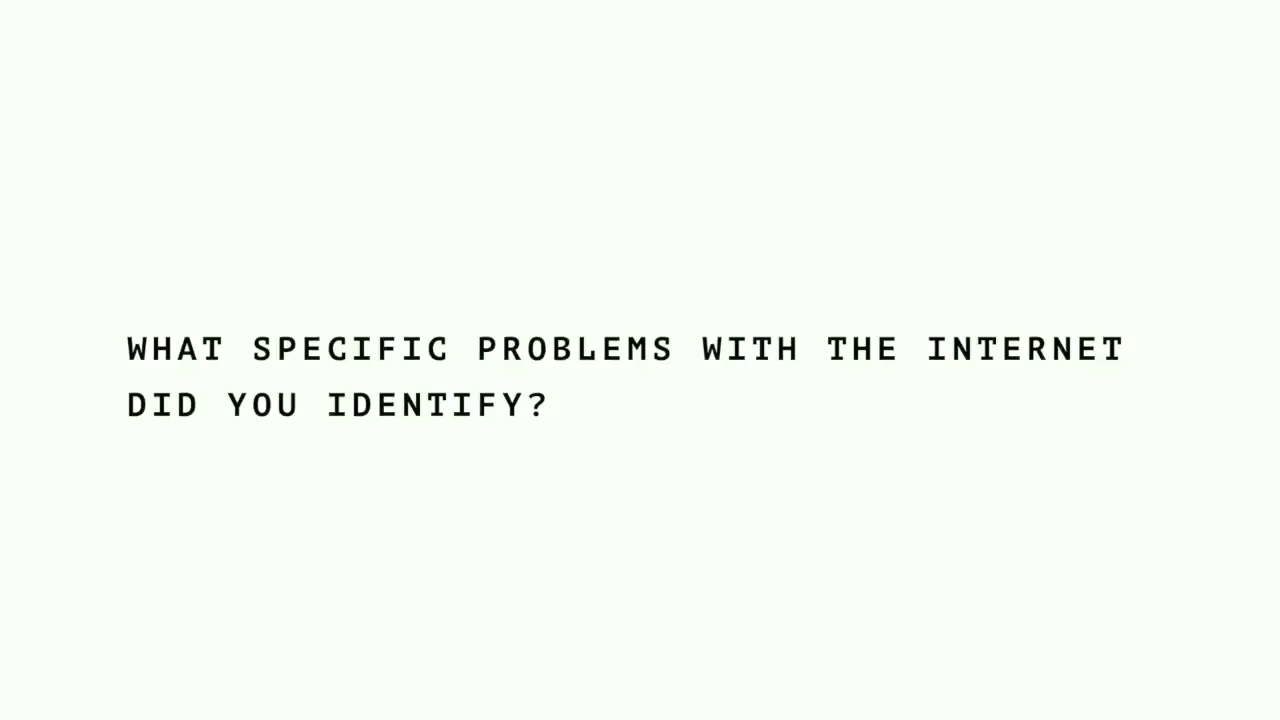 WHAT SPECIFIC PROBLEMS WITH THE INTERNET
DID YOU IDENTIFY?